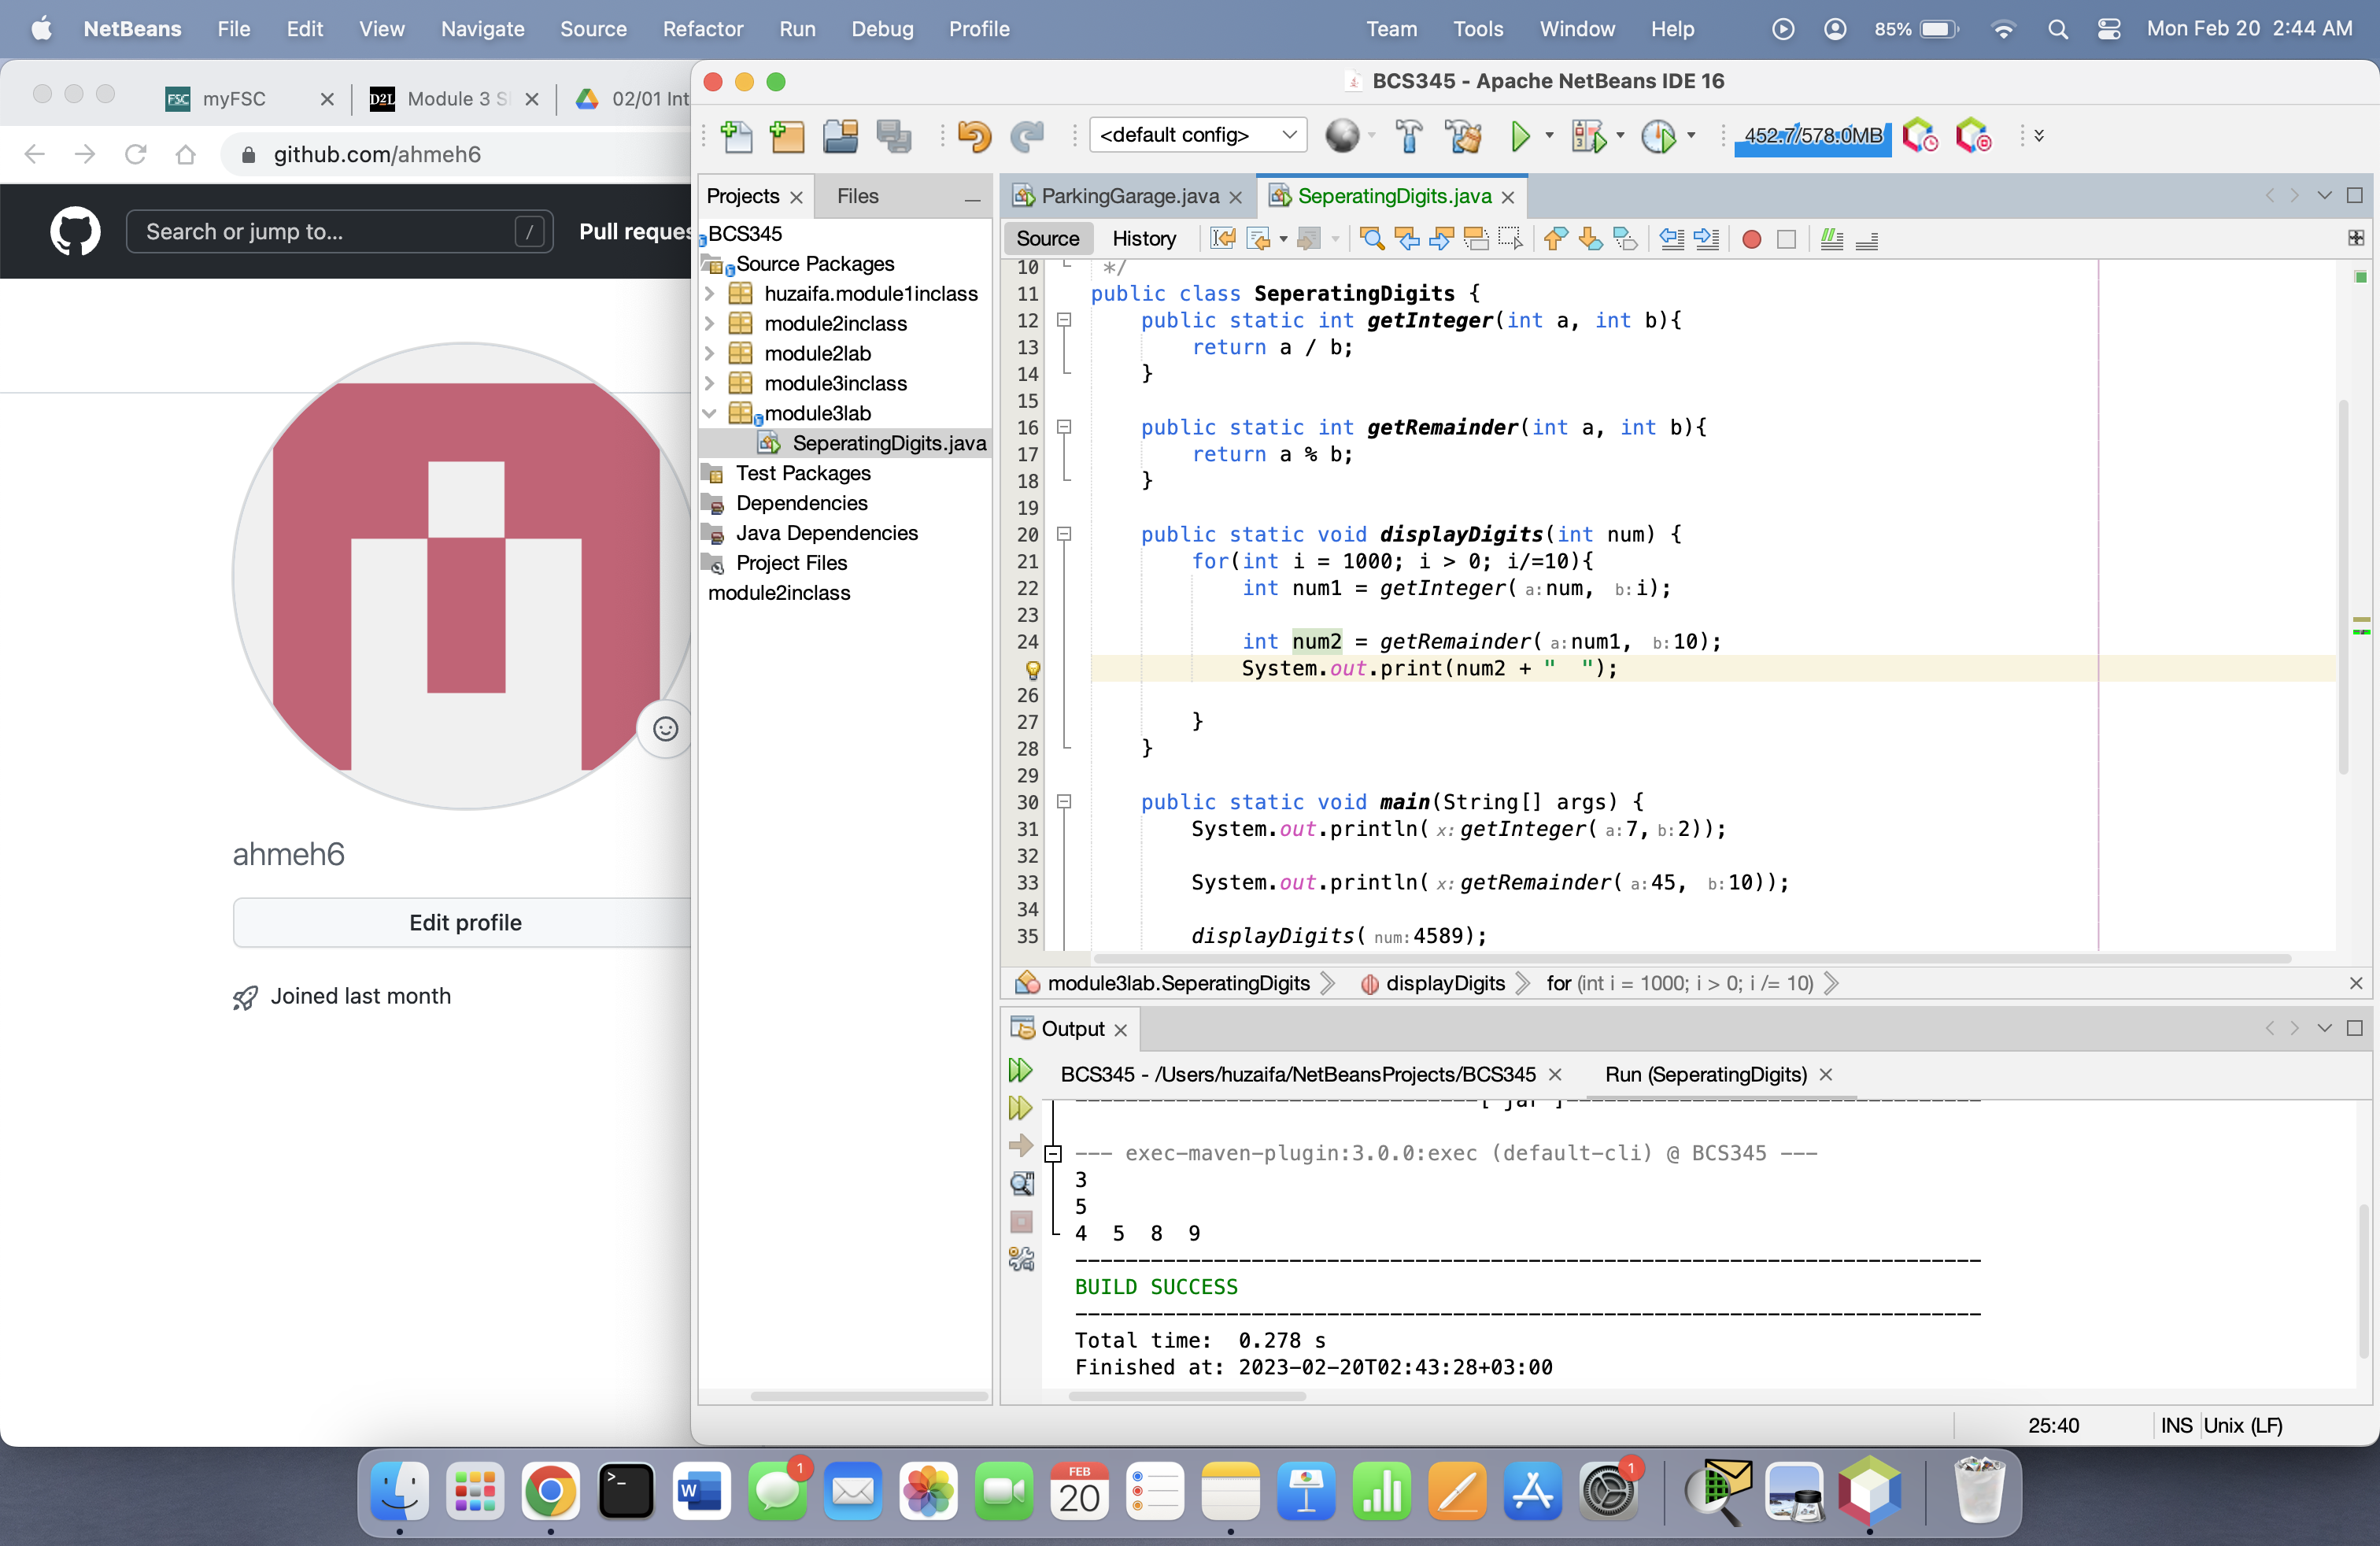 NetBeans File Edit View Navigate Source Refactor Run Debug Profile Team Tools Window Help 85% Mon Feb 20 2:44 AM
FSC myFSC D2L Module 3 02/01 Int
github.com/ahmeh6
Search or jump to... /
Pull reques
ahmeh6
Edit profile
Joined last month
BCS345 - Apache NetBeans IDE 16
<default config> 452.7/578.0MB
Projects Files
BCS345
Source Packages
huzaifa.module1inclass
module2inclass
module2lab
module3inclass
module3lab
SeperatingDigits.java
Test Packages
Dependencies
Java Dependencies
Project Files
module2inclass
ParkingGarage.java SeperatingDigits.java
Source History
10 */
11 public class SeperatingDigits {
12 public static int getInteger(int a, int b){
13 return a / b;
14 }
15
16 public static int getRemainder(int a, int b){
17 return a % b;
18 }
19
20 public static void displayDigits(int num) {
21 for(int i = 1000; i > 0; i/=10){
22 int num1 = getInteger( a: num, b: i);
23
24 int num2 = getRemainder( a: num1, b: 10);
System.out.print(num2 + "  ");
26
27 }
28 }
29
30 public static void main(String[] args) {
31 System.out.println( x: getInteger( a: 7, b: 2));
32
33 System.out.println( x: getRemainder( a: 45, b: 10));
34
35 displayDigits( num: 4589);
module3lab.SeperatingDigits displayDigits for (int i = 1000; i > 0; i /= 10)
Output
BCS345 - /Users/huzaifa/NetBeansProjects/BCS345 Run (SeperatingDigits)
--------------------------------[ jar ]---------------------------------
--- exec-maven-plugin:3.0.0:exec (default-cli) @ BCS345 ---
3
5
4  5  8  9
------------------------------------------------------------------------
BUILD SUCCESS
------------------------------------------------------------------------
Total time:  0.278 s
Finished at: 2023-02-20T02:43:28+03:00
25:40 INS Unix (LF)
1 FEB 20 1
W
>_